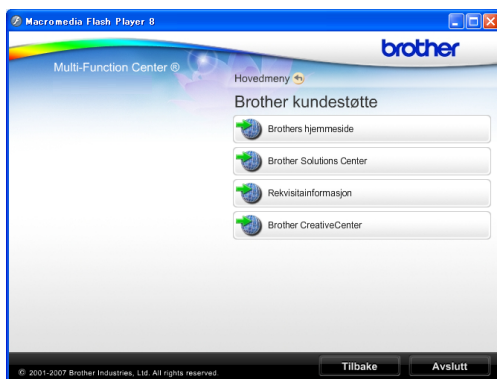 Macromedia Flash Player 8
brother
Multi-Function Center ®
Hovedmeny
Brother kundestøtte
Brothers hjemmeside
Brother Solutions Center
Rekvisitainformasjon
Brother CreativeCenter
© 2001-2007 Brother Industries, Ltd. All rights reserved.
Tilbake
Avslutt